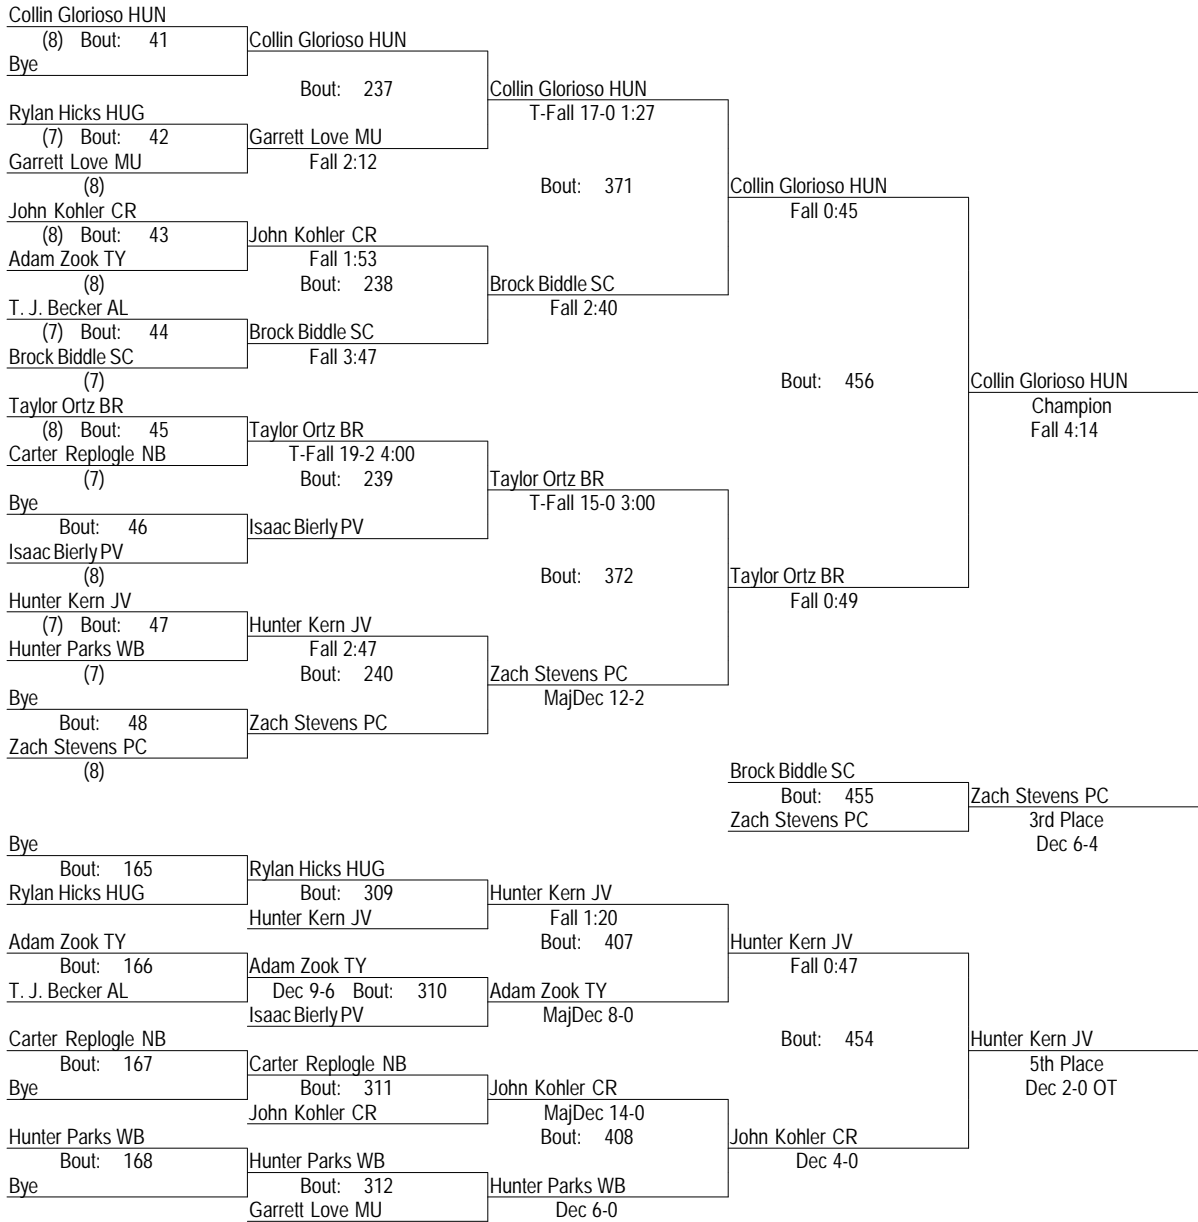 Collin Glorioso HUN
(8) Bout: 41 Collin Glorioso HUN
Bye
Bout: 237 Collin Glorioso HUN
Rylan Hicks HUG T-Fall 17-0 1:27
(7) Bout: 42 Garrett Love MU
Garrett Love MU Fall 2:12
(8) Bout: 371 Collin Glorioso HUN
John Kohler CR Fall 0:45
(8) Bout: 43 John Kohler CR
Adam Zook TY Fall 1:53
(8) Bout: 238 Brock Biddle SC
T. J. Becker AL Fall 2:40
(7) Bout: 44 Brock Biddle SC
Brock Biddle SC Fall 3:47
(7) Bout: 456 Collin Glorioso HUN
Taylor Ortz BR Champion
(8) Bout: 45 Taylor Ortz BR Fall 4:14
Carter Replogle NB T-Fall 19-2 4:00
(7) Bout: 239 Taylor Ortz BR
Bye T-Fall 15-0 3:00
Bout: 46 Isaac Bierly PV
Isaac Bierly PV
(8) Bout: 372 Taylor Ortz BR
Hunter Kern JV Fall 0:49
(7) Bout: 47 Hunter Kern JV
Hunter Parks WB Fall 2:47
(7) Bout: 240 Zach Stevens PC
Bye MajDec 12-2
Bout: 48 Zach Stevens PC
Zach Stevens PC
(8) Brock Biddle SC
Bout: 455 Zach Stevens PC
Zach Stevens PC 3rd Place
Bye Dec 6-4
Bout: 165 Rylan Hicks HUG
Rylan Hicks HUG Bout: 309 Hunter Kern JV
Hunter Kern JV Fall 1:20
Adam Zook TY Bout: 407 Hunter Kern JV
Bout: 166 Adam Zook TY Fall 0:47
T. J. Becker AL Dec 9-6 Bout: 310 Adam Zook TY
Isaac Bierly PV MajDec 8-0
Carter Replogle NB Bout: 454 Hunter Kern JV
Bout: 167 Carter Replogle NB 5th Place
Bye Bout: 311 John Kohler CR Dec 2-0 OT
John Kohler CR MajDec 14-0
Hunter Parks WB Bout: 408 John Kohler CR
Bout: 168 Hunter Parks WB Dec 4-0
Bye Bout: 312 Hunter Parks WB
Garrett Love MU Dec 6-0